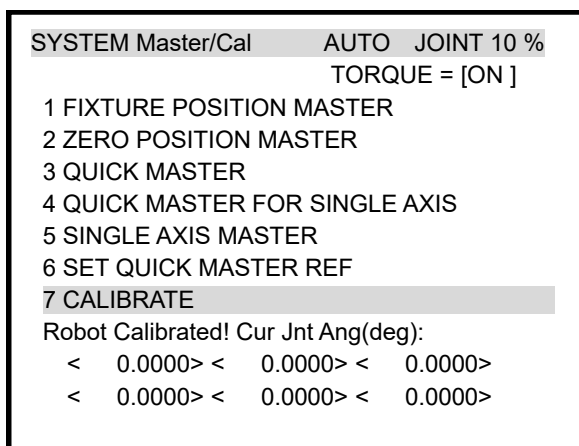 SYSTEM Master/Cal AUTO JOINT 10 %
TORQUE = [ON ]
1 FIXTURE POSITION MASTER
2 ZERO POSITION MASTER
3 QUICK MASTER
4 QUICK MASTER FOR SINGLE AXIS
5 SINGLE AXIS MASTER
6 SET QUICK MASTER REF
7 CALIBRATE
Robot Calibrated! Cur Jnt Ang(deg):
< 0.0000> < 0.0000> < 0.0000>
< 0.0000> < 0.0000> < 0.0000>